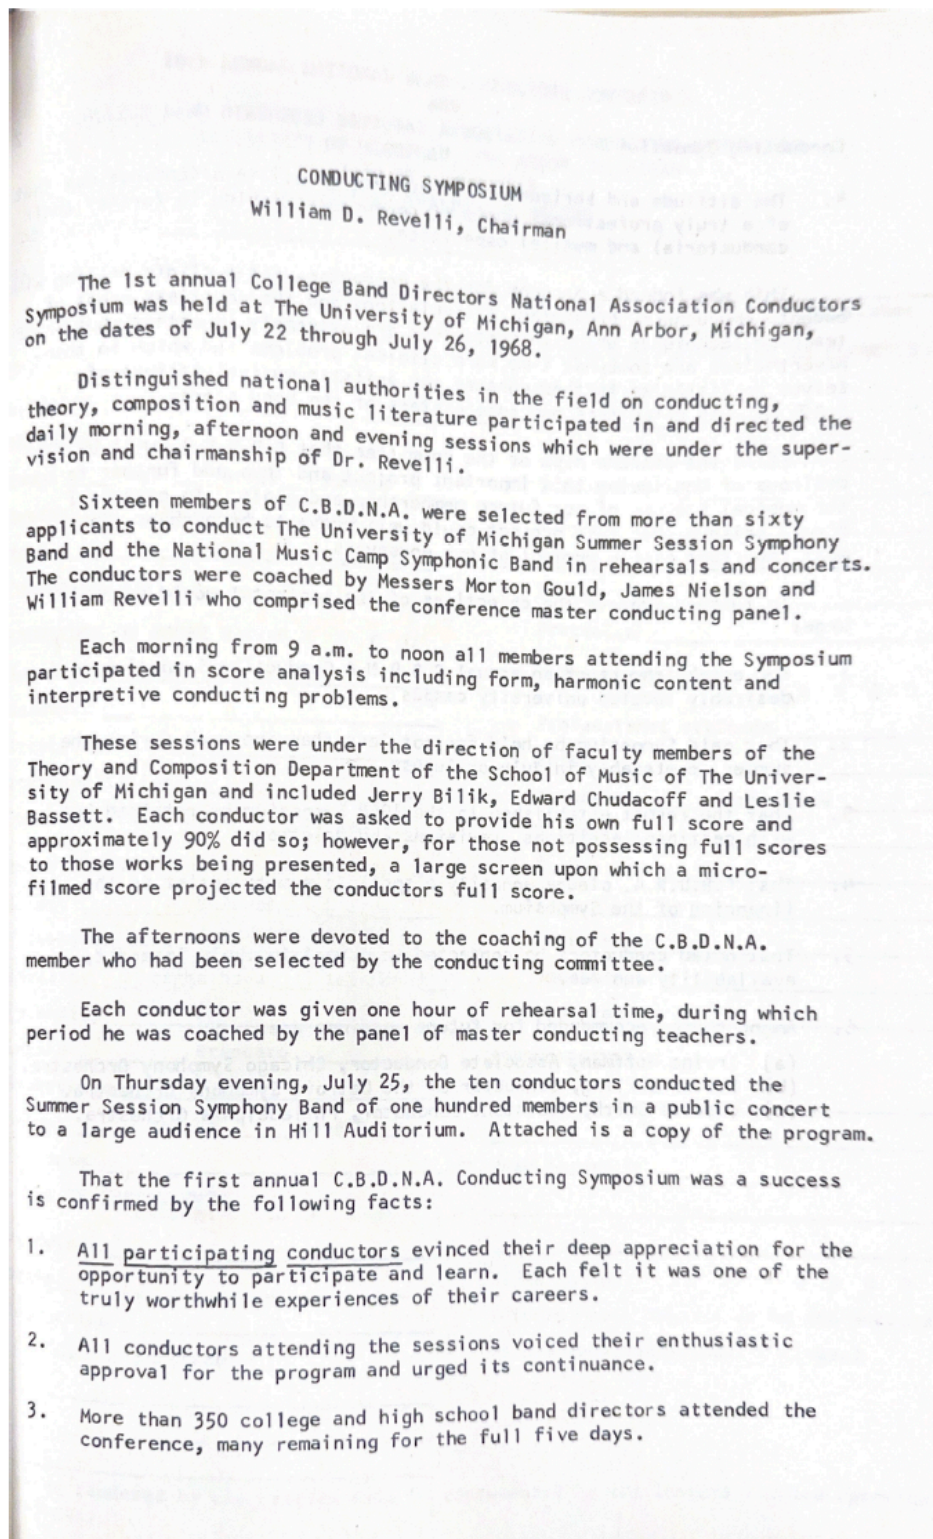 CONDUCTING SYMPOSIUM
William D. Revelli, Chairman
The 1st annual College Band Directors National Association Conductors
Symposium was held at The University of Michigan, Ann Arbor, Michigan,
on the dates of July 22 through July 26, 1968.
Distinguished national authorities in the field on conducting,
theory, composition and music literature participated in and directed the
daily morning, afternoon and evening sessions which were under the super-
vision and chairmanship of Dr. Revelli.
Sixteen members of C.B.D.N.A. were selected from more than sixty
applicants to conduct The University of Michigan Summer Session Symphony
Band and the National Music Camp Symphonic Band in rehearsals and concerts.
The conductors were coached by Messers Morton Gould, James Nielson and
William Revelli who comprised the conference master conducting panel.
Each morning from 9 a.m. to noon all members attending the Symposium
participated in score analysis including form, harmonic content and
interpretive conducting problems.
These sessions were under the direction of faculty members of the
Theory and Composition Department of the School of Music of The Univer-
sity of Michigan and included Jerry Bilik, Edward Chudacoff and Leslie
Bassett. Each conductor was asked to provide his own full score and
approximately 90% did so; however, for those not possessing full scores
to those works being presented, a large screen upon which a micro-
filmed score projected the conductors full score.
The afternoons were devoted to the coaching of the C.B.D.N.A.
member who had been selected by the conducting committee.
Each conductor was given one hour of rehearsal time, during which
period he was coached by the panel of master conducting teachers.
On Thursday evening, July 25, the ten conductors conducted the
Summer Session Symphony Band of one hundred members in a public concert
to a large audience in Hill Auditorium. Attached is a copy of the program.
That the first annual C.B.D.N.A. Conducting Symposium was a success
is confirmed by the following facts:
1. All participating conductors evinced their deep appreciation for the
opportunity to participate and learn. Each felt it was one of the
truly worthwhile experiences of their careers.
2. All conductors attending the sessions voiced their enthusiastic
approval for the program and urged its continuance.
3. More than 350 college and high school band directors attended the
conference, many remaining for the full five days.